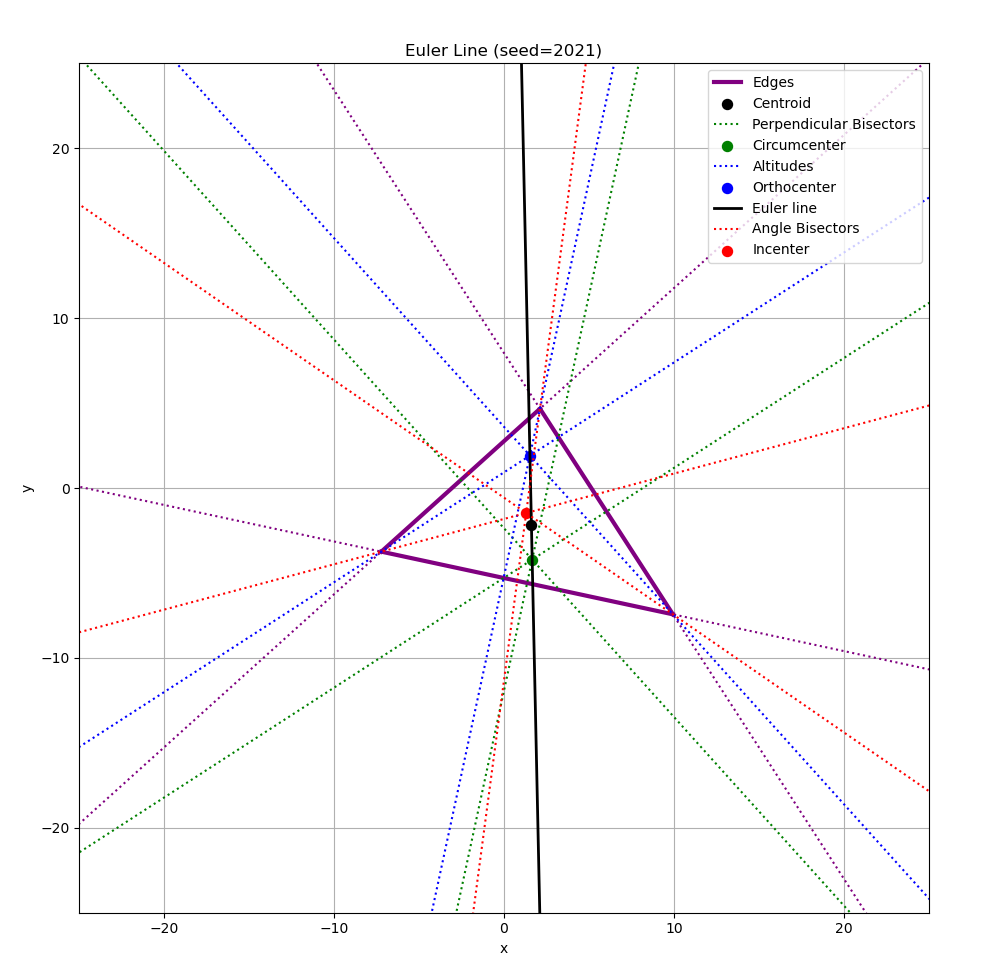 Euler Line (seed=2021)
Edges
Centroid
Perpendicular Bisectors
Circumcenter
Altitudes
Orthocenter
Euler line
Angle Bisectors
Incenter
20
10
0
−10
−20
y
−20 −10 0 10 20
x